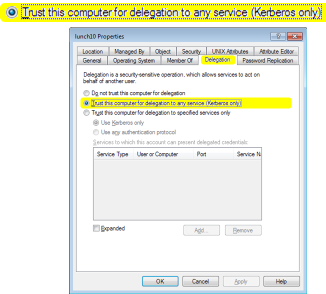 Trust this computer for delegation to any service (Kerberos only)
lunch10 Properties
Location Managed By Object Security UNIX Attributes Attribute Editor
General Operating System Member Of Delegation Password Replication
Delegation is a security-sensitive operation, which allows services to act on
behalf of another user.
Do not trust this computer for delegation
Trust this computer for delegation to any service (Kerberos only)
Trust this computer for delegation to specified services only
Use Kerberos only
Use any authentication protocol
Services to which this account can present delegated credentials:
Service Type User or Computer Port Service N
Expanded Add... Remove
OK Cancel Apply Help